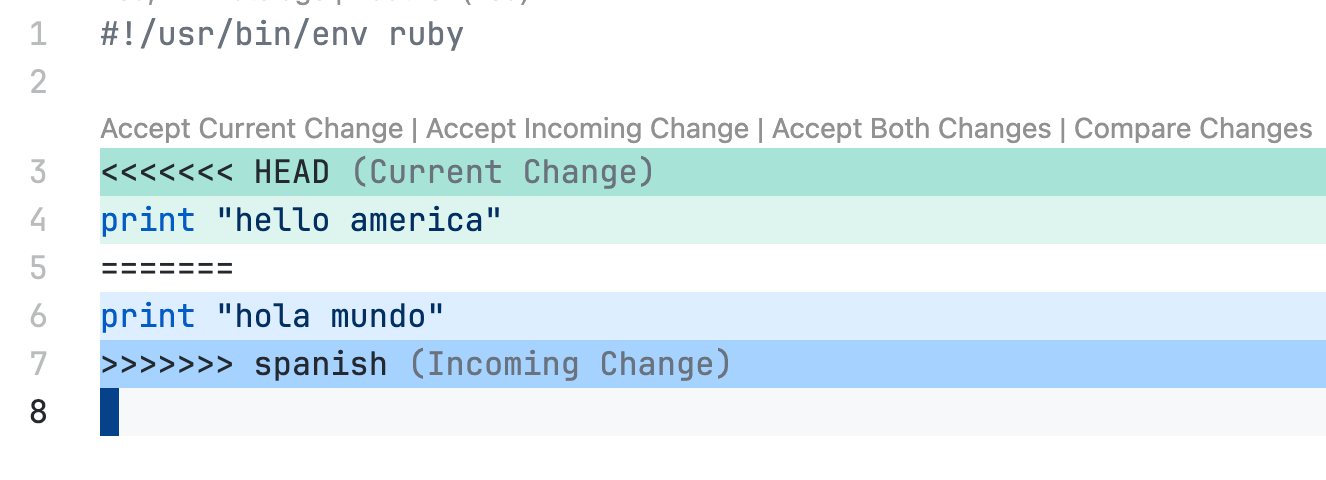 1 #!/usr/bin/env ruby
2
Accept Current Change | Accept Incoming Change | Accept Both Changes | Compare Changes
3 <<<<<<< HEAD (Current Change)
4 print "hello america"
5 =======
6 print "hola mundo"
7 >>>>>>> spanish (Incoming Change)
8